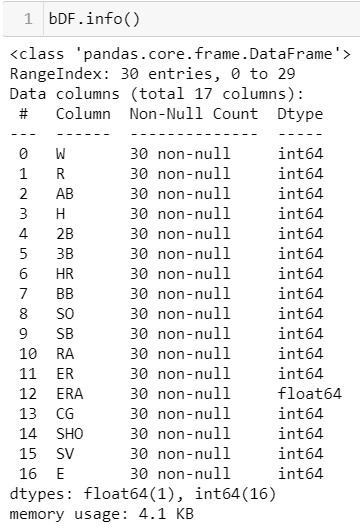 1 bDF.info()
<class 'pandas.core.frame.DataFrame'>
RangeIndex: 30 entries, 0 to 29
Data columns (total 17 columns):
 #   Column  Non-Null Count  Dtype
---  ------  --------------  -----
 0   W       30 non-null     int64
 1   R       30 non-null     int64
 2   AB      30 non-null     int64
 3   H       30 non-null     int64
 4   2B      30 non-null     int64
 5   3B      30 non-null     int64
 6   HR      30 non-null     int64
 7   BB      30 non-null     int64
 8   SO      30 non-null     int64
 9   SB      30 non-null     int64
 10  RA      30 non-null     int64
 11  ER      30 non-null     int64
 12  ERA     30 non-null     float64
 13  CG      30 non-null     int64
 14  SHO     30 non-null     int64
 15  SV      30 non-null     int64
 16  E       30 non-null     int64
dtypes: float64(1), int64(16)
memory usage: 4.1 KB